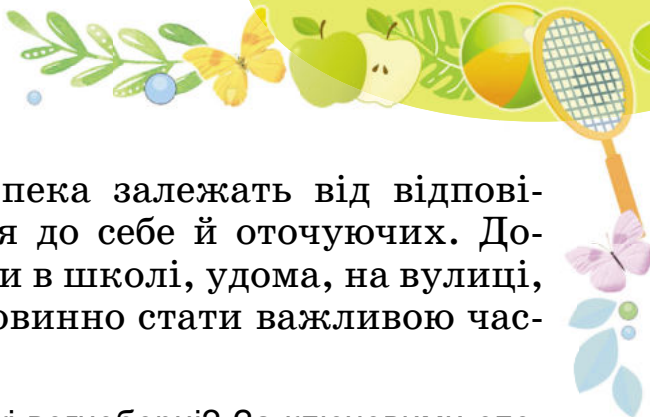 пека залежать від відпові-
я до себе й оточуючих. До-
и в школі, удома, на вулиці,
овинно стати важливою час-